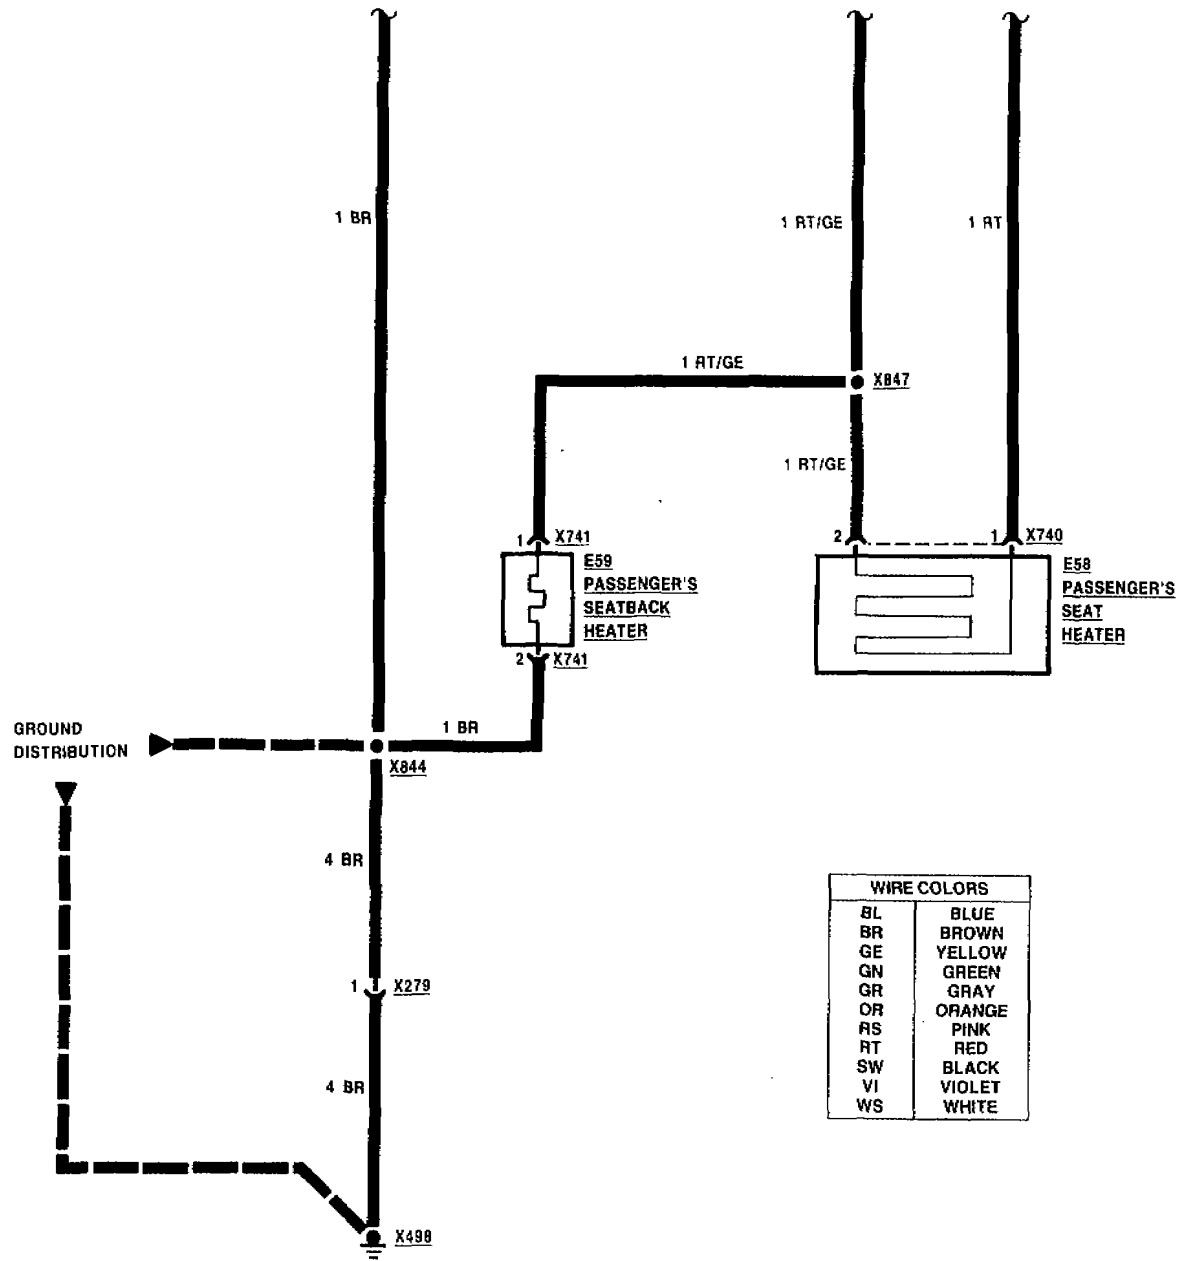 1 BR
1 RT/GE
1 RT
1 RT/GE
X847
1 RT/GE
1 X741
2
1 X740
E59
PASSENGER'S
SEATBACK
HEATER
E58
PASSENGER'S
SEAT
HEATER
2 X741
GROUND
DISTRIBUTION
1 BR
X844
4 BR
WIRE COLORS
BL BLUE
BR BROWN
GE YELLOW
GN GREEN
GR GRAY
OR ORANGE
RS PINK
RT RED
SW BLACK
VI VIOLET
WS WHITE
1 X279
4 BR
X498